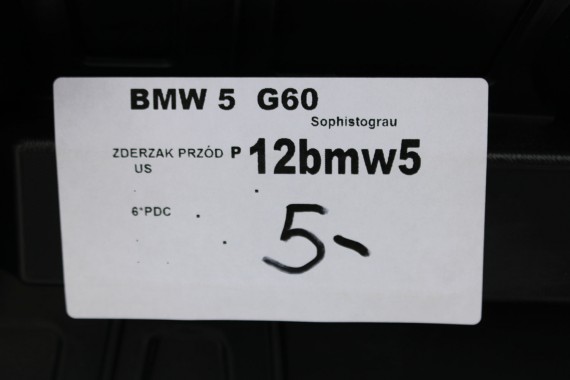 BMW 5 G60
Sophistograu
ZDERZAK PRZÓD P 12bmw5
US
6*PDC
5-